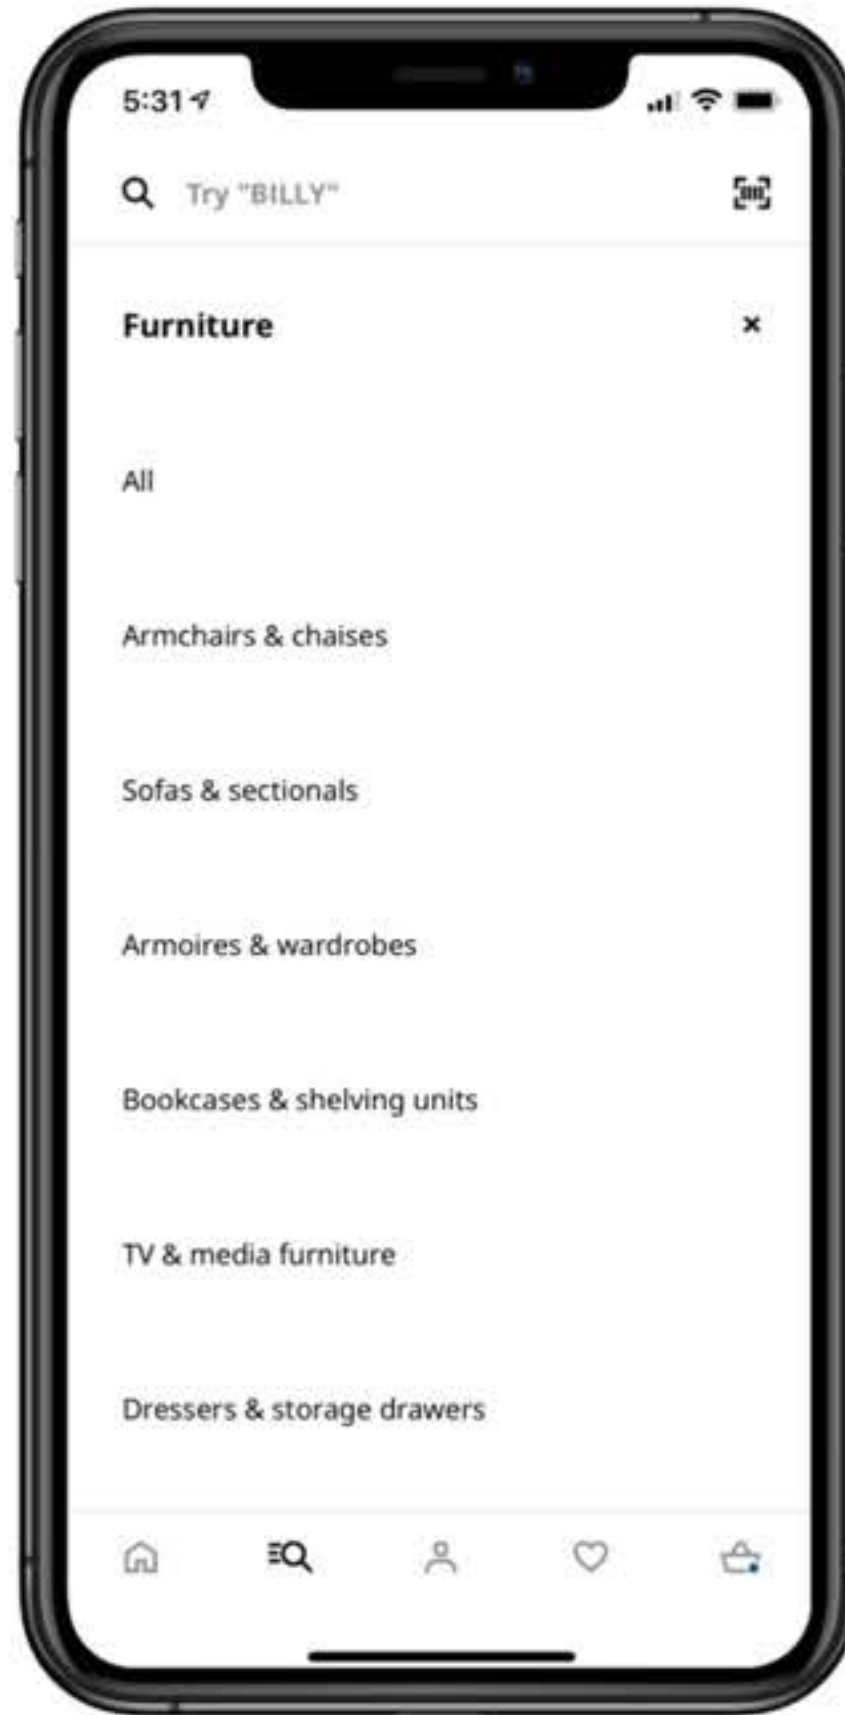 5:31
Try "BILLY"
Furniture
All
Armchairs & chaises
Sofas & sectionals
Armoires & wardrobes
Bookcases & shelving units
TV & media furniture
Dressers & storage drawers